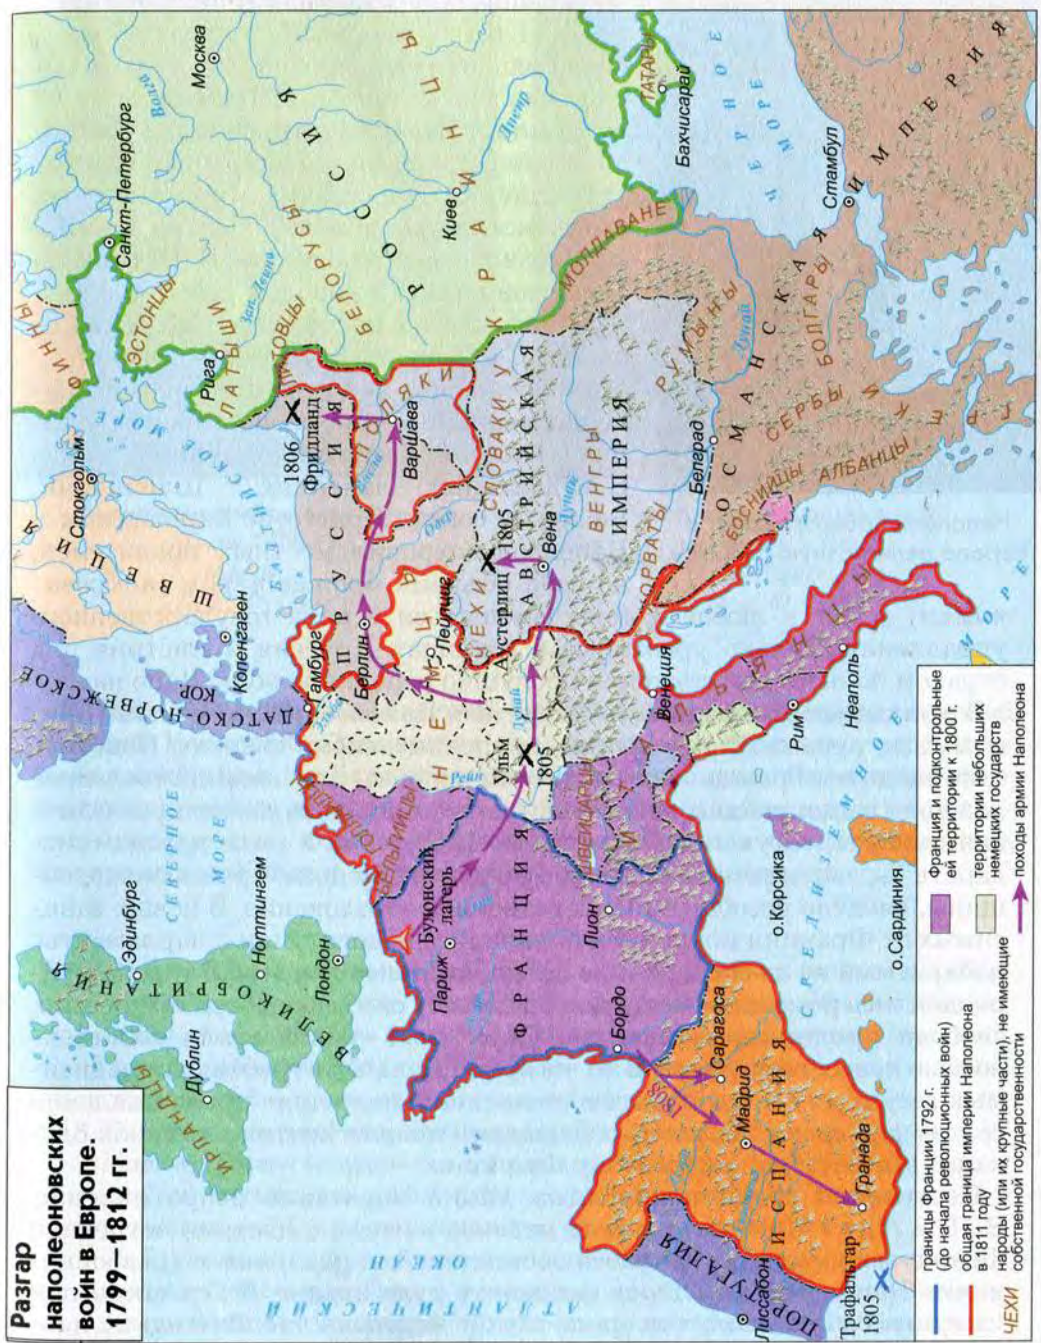 Разгар
наполеоновских
войн в Европе
1799–1812 гг.
АТЛАНТИЧЕСКИЙ ОКЕАН
СЕВЕРНОЕ
МОРЕ
БАЛТИЙСКОЕ МОРЕ
ЧЕРНОЕ
МОРЕ
СРЕДИЗЕМНОЕ МОРЕ
ВЕЛИКОБРИТАНИЯ
ИРЛАНДЦЫ
Эдинбург
Дублин
Ноттингем
Лондон
ДАТСКО-НОРВЕЖСКОЕ
КОР.
Копенгаген
ШВЕЦИЯ
Стокгольм
ФИННЫ
Санкт-Петербург
ЭСТОНЦЫ
Рига
ЛАТЫШИ
Зап. Двина
ЛИТОВЦЫ
БЕЛОРУСЫ
РОССИЯ
Волга
Москва
Днепр
Киев
УКРАИНЦЫ
МОЛДАВАНЕ
ТАТАРЫ
Бахчисарай
Стамбул
ОСМАНСКАЯ ИМПЕРИЯ
РУМЫНЫ
Дунай
БОЛГАРЫ
СЕРБЫ
ГРЕКИ
АЛБАНЦЫ
БОСНИЙЦЫ
ХОРВАТЫ
Белград
ВЕНГРЫ
СЛОВАКИ
ЧЕХИ
АВСТРИЙСКАЯ
ИМПЕРИЯ
Вена
Дунай
Аустерлиц
1805
ПОЛЯКИ
Варшава
Висла
Одер
1806
Фридланд
ПРУССИЯ
Берлин
Гамбург
Лейпциг
НЕМЦЫ
Рейн
Дунай
Ульм
1805
БЕЛЬГИЙЦЫ
ШВЕЙЦАРЦЫ
ИТАЛЬЯНЦЫ
Венеция
Рим
Неаполь
о.Корсика
о.Сардиния
Булонский
лагерь
Париж
ФРАНЦИЯ
Лион
Бордо
1808
Сарагоса
Мадрид
Гранада
ИСПАНИЯ
ПОРТУГАЛИЯ
Лиссабон
Трафальгар
1805
границы Франции 1792 г.
(до начала революционных войн)
общая граница империи Наполеона
в 1811 году
ЧЕХИ
народы (или их крупные части), не имеющие
собственной государственности
Франция и подконтрольные
ей территории к 1800 г.
территории небольших
немецких государств
походы армии Наполеона